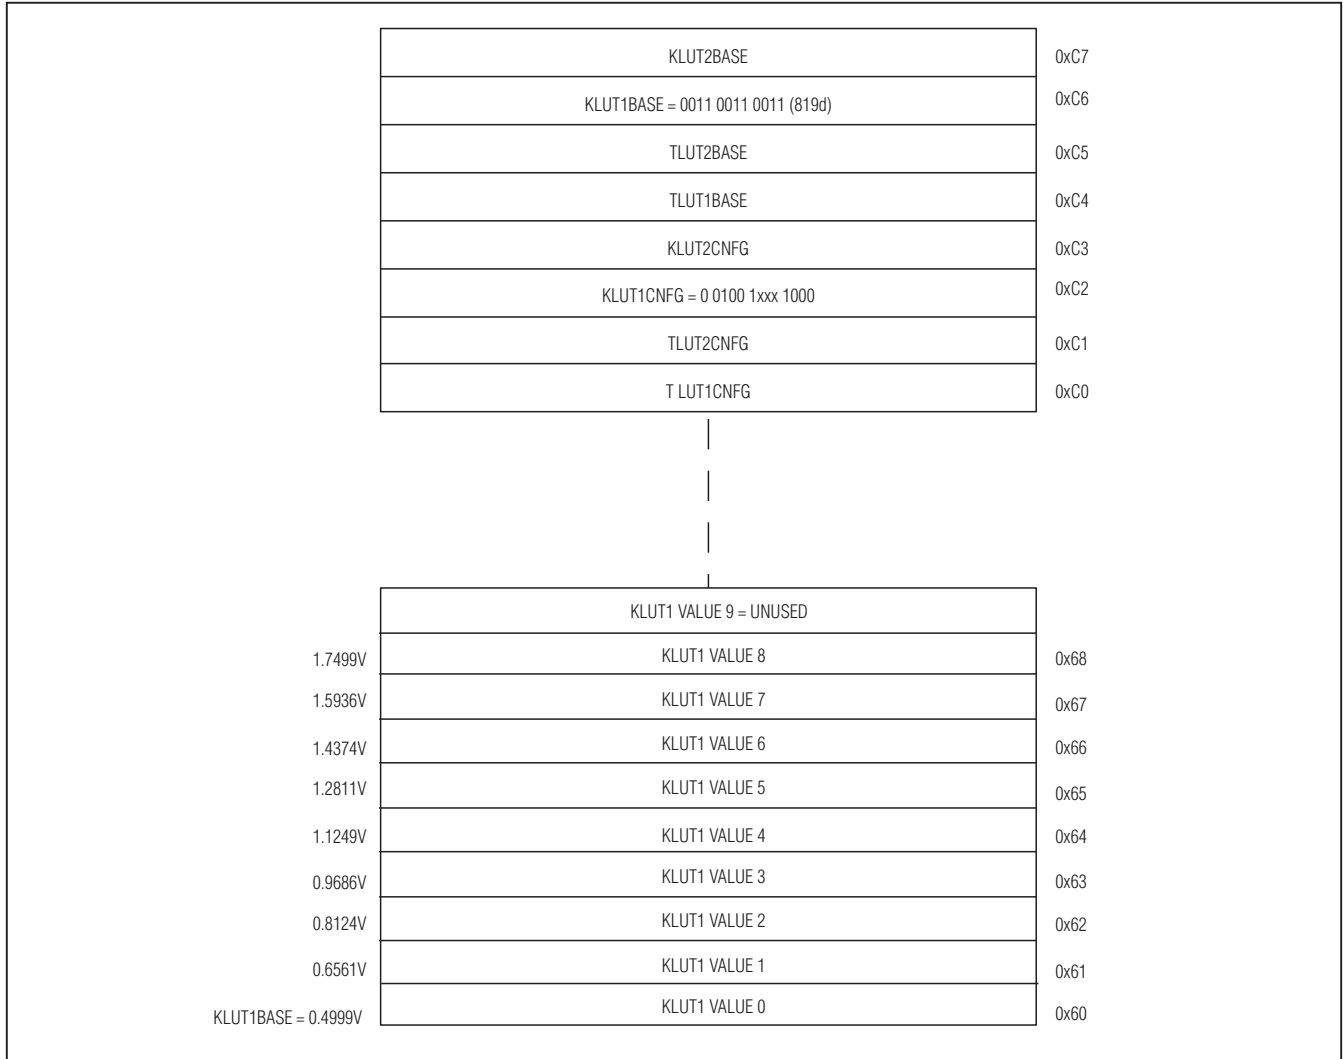 KLUT2BASE 0xC7
KLUT1BASE = 0011 0011 0011 (819d) 0xC6
TLUT2BASE 0xC5
TLUT1BASE 0xC4
KLUT2CNFG 0xC3
KLUT1CNFG = 0 0100 1xxx 1000 0xC2
TLUT2CNFG 0xC1
T LUT1CNFG 0xC0
KLUT1 VALUE 9 = UNUSED
1.7499V KLUT1 VALUE 8 0x68
1.5936V KLUT1 VALUE 7 0x67
1.4374V KLUT1 VALUE 6 0x66
1.2811V KLUT1 VALUE 5 0x65
1.1249V KLUT1 VALUE 4 0x64
0.9686V KLUT1 VALUE 3 0x63
0.8124V KLUT1 VALUE 2 0x62
0.6561V KLUT1 VALUE 1 0x61
KLUT1BASE = 0.4999V KLUT1 VALUE 0 0x60